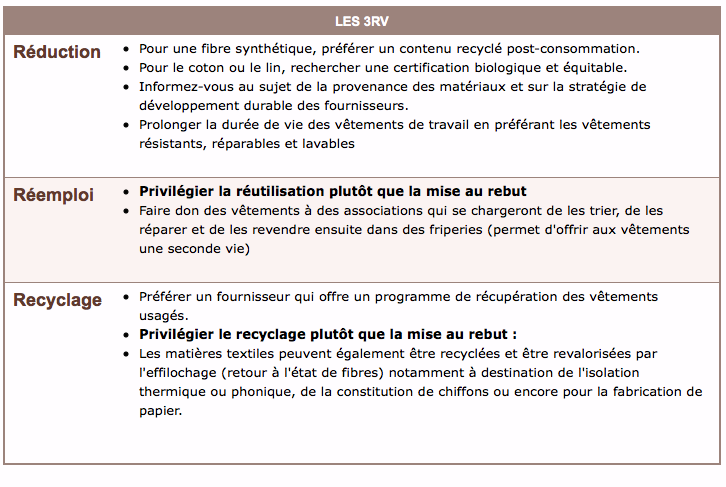 LES 3RV
Réduction
• Pour une fibre synthétique, préférer un contenu recyclé post-consommation.
• Pour le coton ou le lin, rechercher une certification biologique et équitable.
• Informez-vous au sujet de la provenance des matériaux et sur la stratégie de
développement durable des fournisseurs.
• Prolonger la durée de vie des vêtements de travail en préférant les vêtements
résistants, réparables et lavables
Réemploi
• Privilégier la réutilisation plutôt que la mise au rebut
• Faire don des vêtements à des associations qui se chargeront de les trier, de les
réparer et de les revendre ensuite dans des friperies (permet d'offrir aux vêtements
une seconde vie)
Recyclage
• Préférer un fournisseur qui offre un programme de récupération des vêtements
usagés.
• Privilégier le recyclage plutôt que la mise au rebut :
• Les matières textiles peuvent également être recyclées et être revalorisées par
l'effilochage (retour à l'état de fibres) notamment à destination de l'isolation
thermique ou phonique, de la constitution de chiffons ou encore pour la fabrication de
papier.